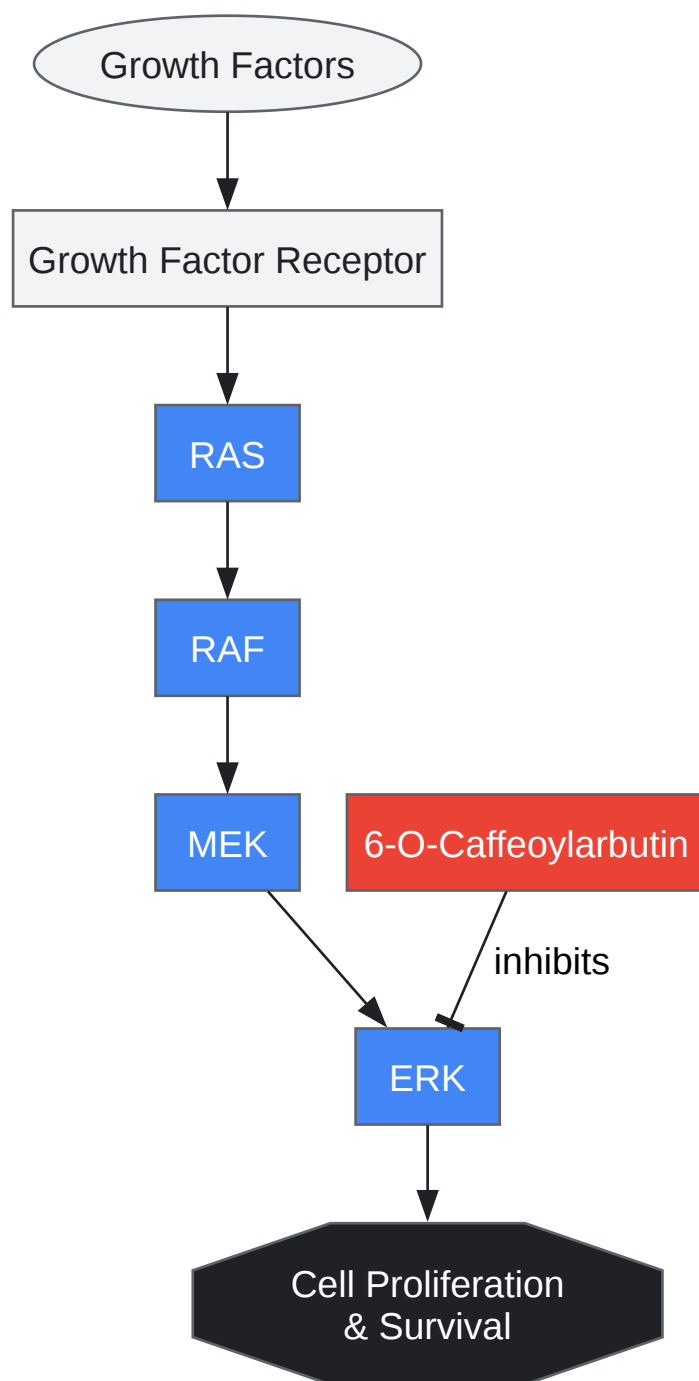 Growth Factors
Growth Factor Receptor
RAS
RAF
MEK
6-O-Caffeoylarbutin
inhibits
ERK
Cell Proliferation
& Survival